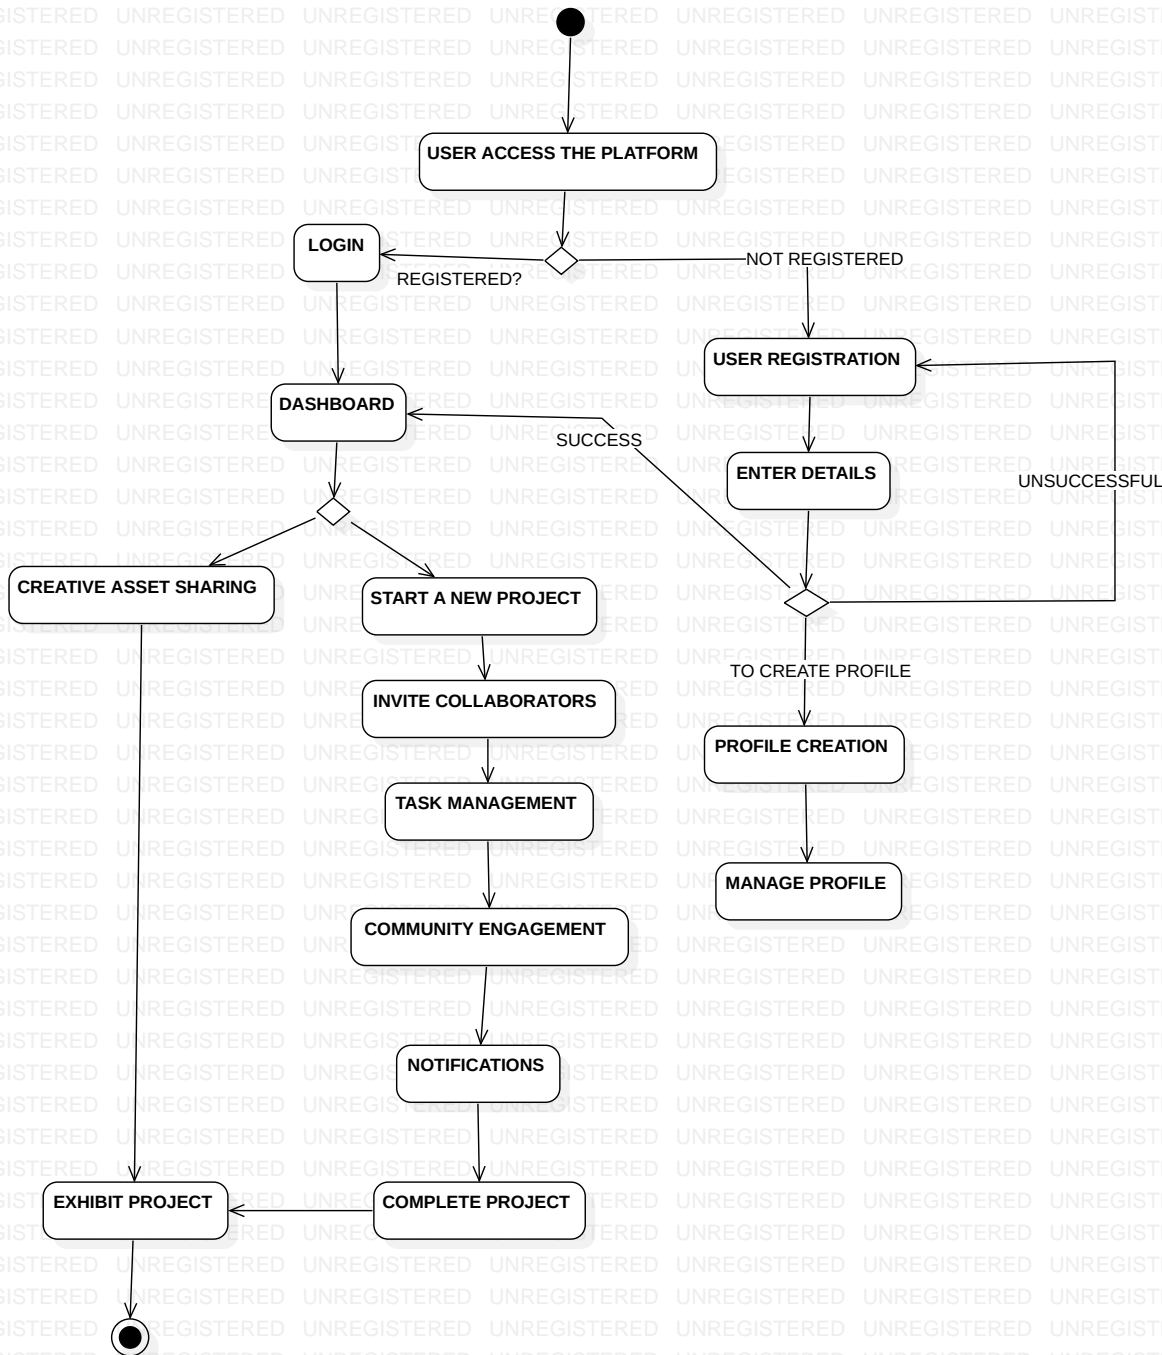 USER ACCESS THE PLATFORM
LOGIN
REGISTERED?
NOT REGISTERED
USER REGISTRATION
DASHBOARD
SUCCESS
ENTER DETAILS
UNSUCCESSFUL
CREATIVE ASSET SHARING
START A NEW PROJECT
TO CREATE PROFILE
INVITE COLLABORATORS
PROFILE CREATION
TASK MANAGEMENT
MANAGE PROFILE
COMMUNITY ENGAGEMENT
NOTIFICATIONS
EXHIBIT PROJECT
COMPLETE PROJECT
UNREGISTERED